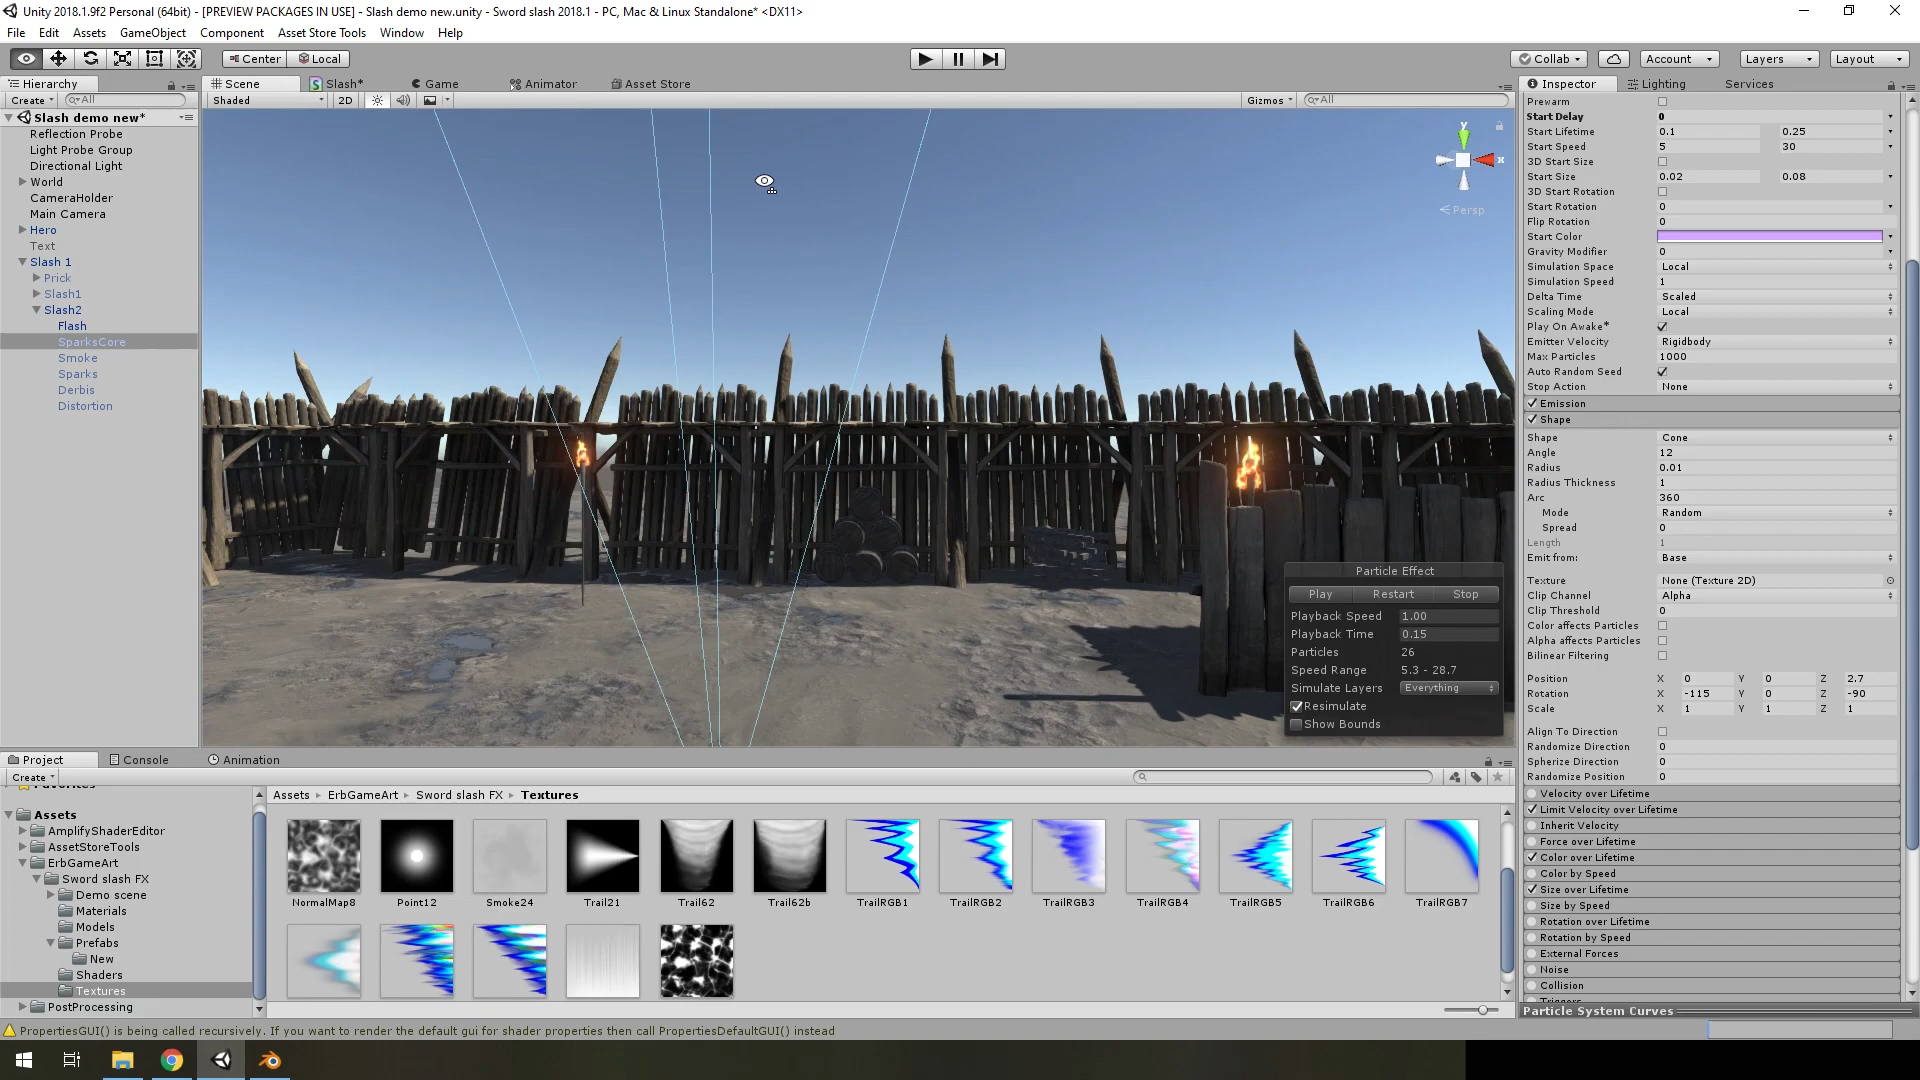 Unity 2018.1.9f2 Personal (64bit) - [PREVIEW PACKAGES IN USE] - Slash demo new.unity - Sword slash 2018.1 - PC, Mac & Linux Standalone* <DX11>
File Edit Assets GameObject Component Asset Store Tools Window Help
Center Local Collab Account Layers Layout
Hierarchy Scene Slash* Game Animator Asset Store Inspector Lighting Services
Create All Shaded 2D Gizmos All
Slash demo new*
Reflection Probe
Light Probe Group
Directional Light
World
CameraHolder
Main Camera
Hero
Text
Slash 1
Prick
Slash1
Slash2
Flash
SparksCore
Smoke
Sparks
Derbis
Distortion
y
x
Persp
Particle Effect
Play Restart Stop
Playback Speed 1.00
Playback Time 0.15
Particles 26
Speed Range 5.3 - 28.7
Simulate Layers Everything
Resimulate
Show Bounds
Prewarm
Start Delay 0
Start Lifetime 0.1 0.25
Start Speed 5 30
3D Start Size
Start Size 0.02 0.08
3D Start Rotation
Start Rotation 0
Flip Rotation 0
Start Color
Gravity Modifier 0
Simulation Space Local
Simulation Speed 1
Delta Time Scaled
Scaling Mode Local
Play On Awake*
Emitter Velocity Rigidbody
Max Particles 1000
Auto Random Seed
Stop Action None
Emission
Shape
Shape Cone
Angle 12
Radius 0.01
Radius Thickness 1
Arc 360
Mode Random
Spread 0
Length 1
Emit from: Base
Texture None (Texture 2D)
Clip Channel Alpha
Clip Threshold 0
Color affects Particles
Alpha affects Particles
Bilinear Filtering
Position X 0 Y 0 Z 2.7
Rotation X -115 Y 0 Z -90
Scale X 1 Y 1 Z 1
Align To Direction
Randomize Direction 0
Spherize Direction 0
Randomize Position 0
Velocity over Lifetime
Limit Velocity over Lifetime
Inherit Velocity
Force over Lifetime
Color over Lifetime
Color by Speed
Size over Lifetime
Size by Speed
Rotation over Lifetime
Rotation by Speed
External Forces
Noise
Collision
Triggers
Particle System Curves
Project Console Animation
Create
Favorites
Assets
AmplifyShaderEditor
AssetStoreTools
ErbGameArt
Sword slash FX
Demo scene
Materials
Models
Prefabs
New
Shaders
Textures
PostProcessing
Assets ErbGameArt Sword slash FX Textures
NormalMap8 Point12 Smoke24 Trail21 Trail62 Trail62b TrailRGB1 TrailRGB2 TrailRGB3 TrailRGB4 TrailRGB5 TrailRGB6 TrailRGB7
PropertiesGUI() is being called recursively. If you want to render the default gui for shader properties then call PropertiesDefaultGUI() instead